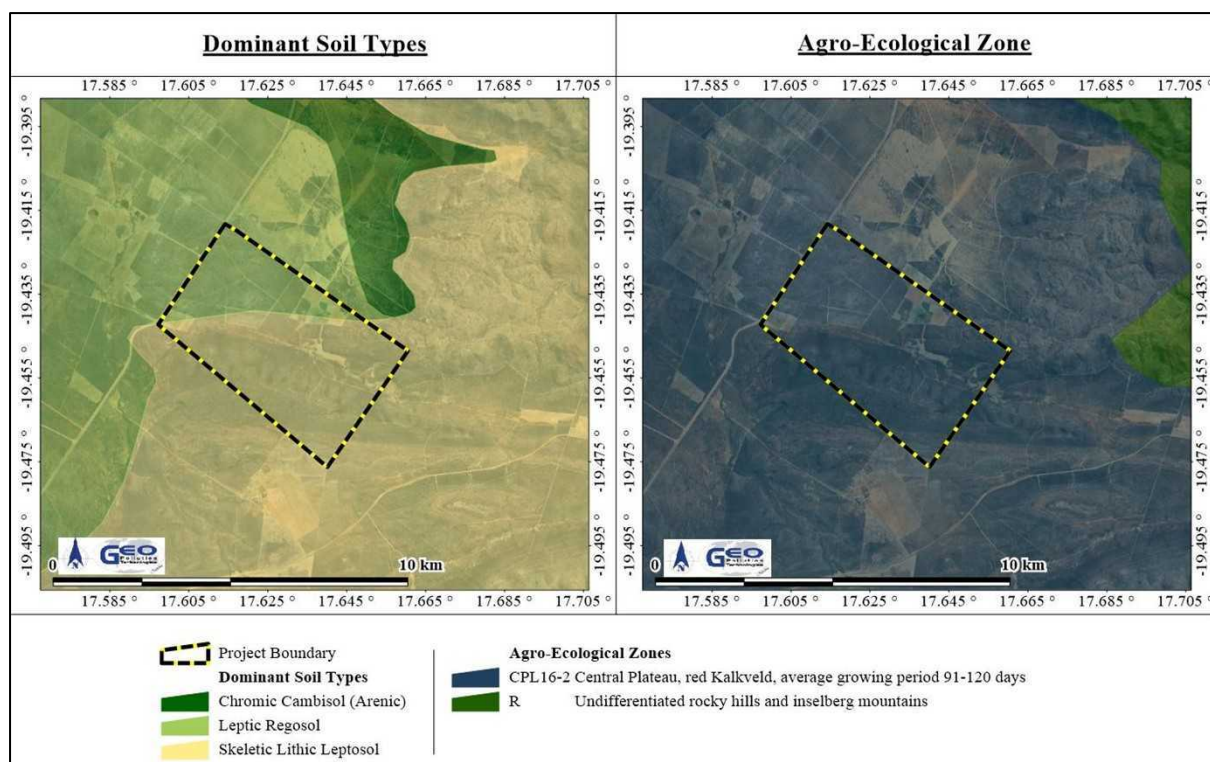 Dominant Soil Types
Agro-Ecological Zone
17.585 ° 17.605 ° 17.625 ° 17.645 ° 17.665 ° 17.685 ° 17.705 °
17.585 ° 17.605 ° 17.625 ° 17.645 ° 17.665 ° 17.685 ° 17.705 °
-19.395 °
-19.415 °
-19.435 °
-19.455 °
-19.475 °
-19.495 °
-19.395 °
-19.415 °
-19.435 °
-19.455 °
-19.475 °
-19.495 °
GEO
0 10 km
GEO
0 10 km
17.585 ° 17.605 ° 17.625 ° 17.645 ° 17.665 ° 17.685 ° 17.705 °
17.585 ° 17.605 ° 17.625 ° 17.645 ° 17.665 ° 17.685 ° 17.705 °
Project Boundary
Dominant Soil Types
Chromic Cambisol (Arenic)
Leptic Regosol
Skeletic Lithic Leptosol
Agro-Ecological Zones
CPL16-2 Central Plateau, red Kalkveld, average growing period 91-120 days
R Undifferentiated rocky hills and inselberg mountains